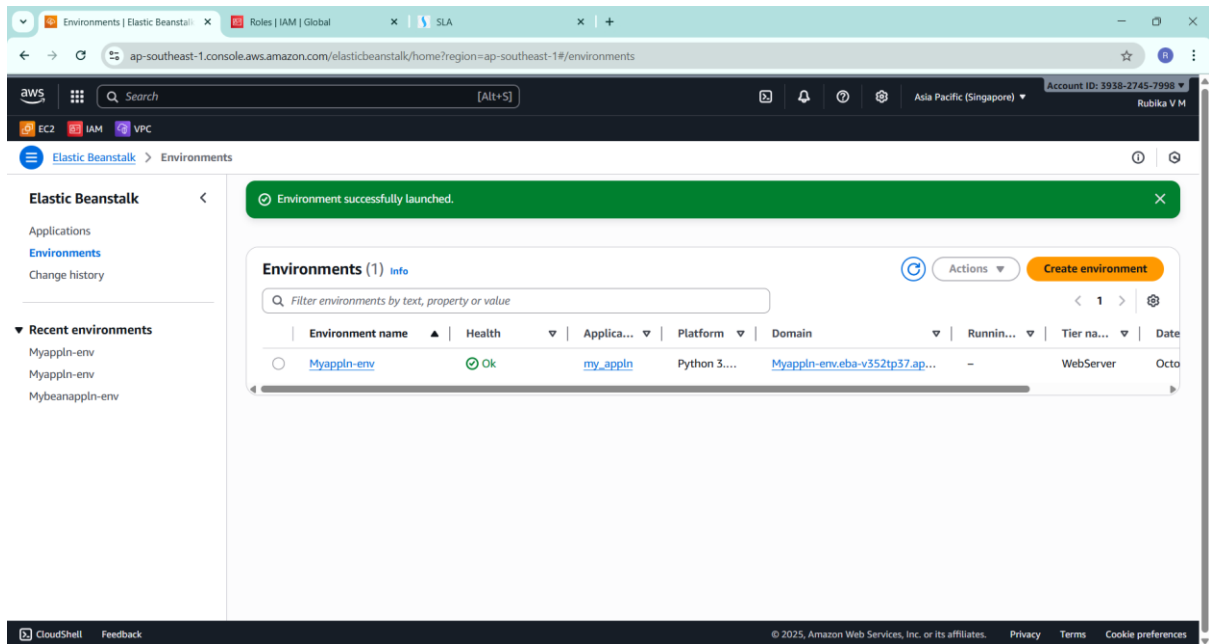 Environments | Elastic Beanstal
Roles | IAM | Global
SLA
ap-southeast-1.console.aws.amazon.com/elasticbeanstalk/home?region=ap-southeast-1#/environments
R
aws
Search
[Alt+S]
Asia Pacific (Singapore)
Account ID: 3938-2745-7998
Rubika V M
EC2 IAM VPC
Elastic Beanstalk > Environments
Elastic Beanstalk
Applications
Environments
Change history
Recent environments
Myappln-env
Myappln-env
Mybeanappln-env
Environment successfully launched.
Environments (1) Info
Actions
Create environment
Filter environments by text, property or value
1
Environment name Health Applica... Platform Domain Runnin... Tier na... Date
Myappln-env Ok my_appln Python 3.... Myappln-env.eba-v352tp37.ap... – WebServer Octo
CloudShell Feedback
© 2025, Amazon Web Services, Inc. or its affiliates. Privacy Terms Cookie preferences